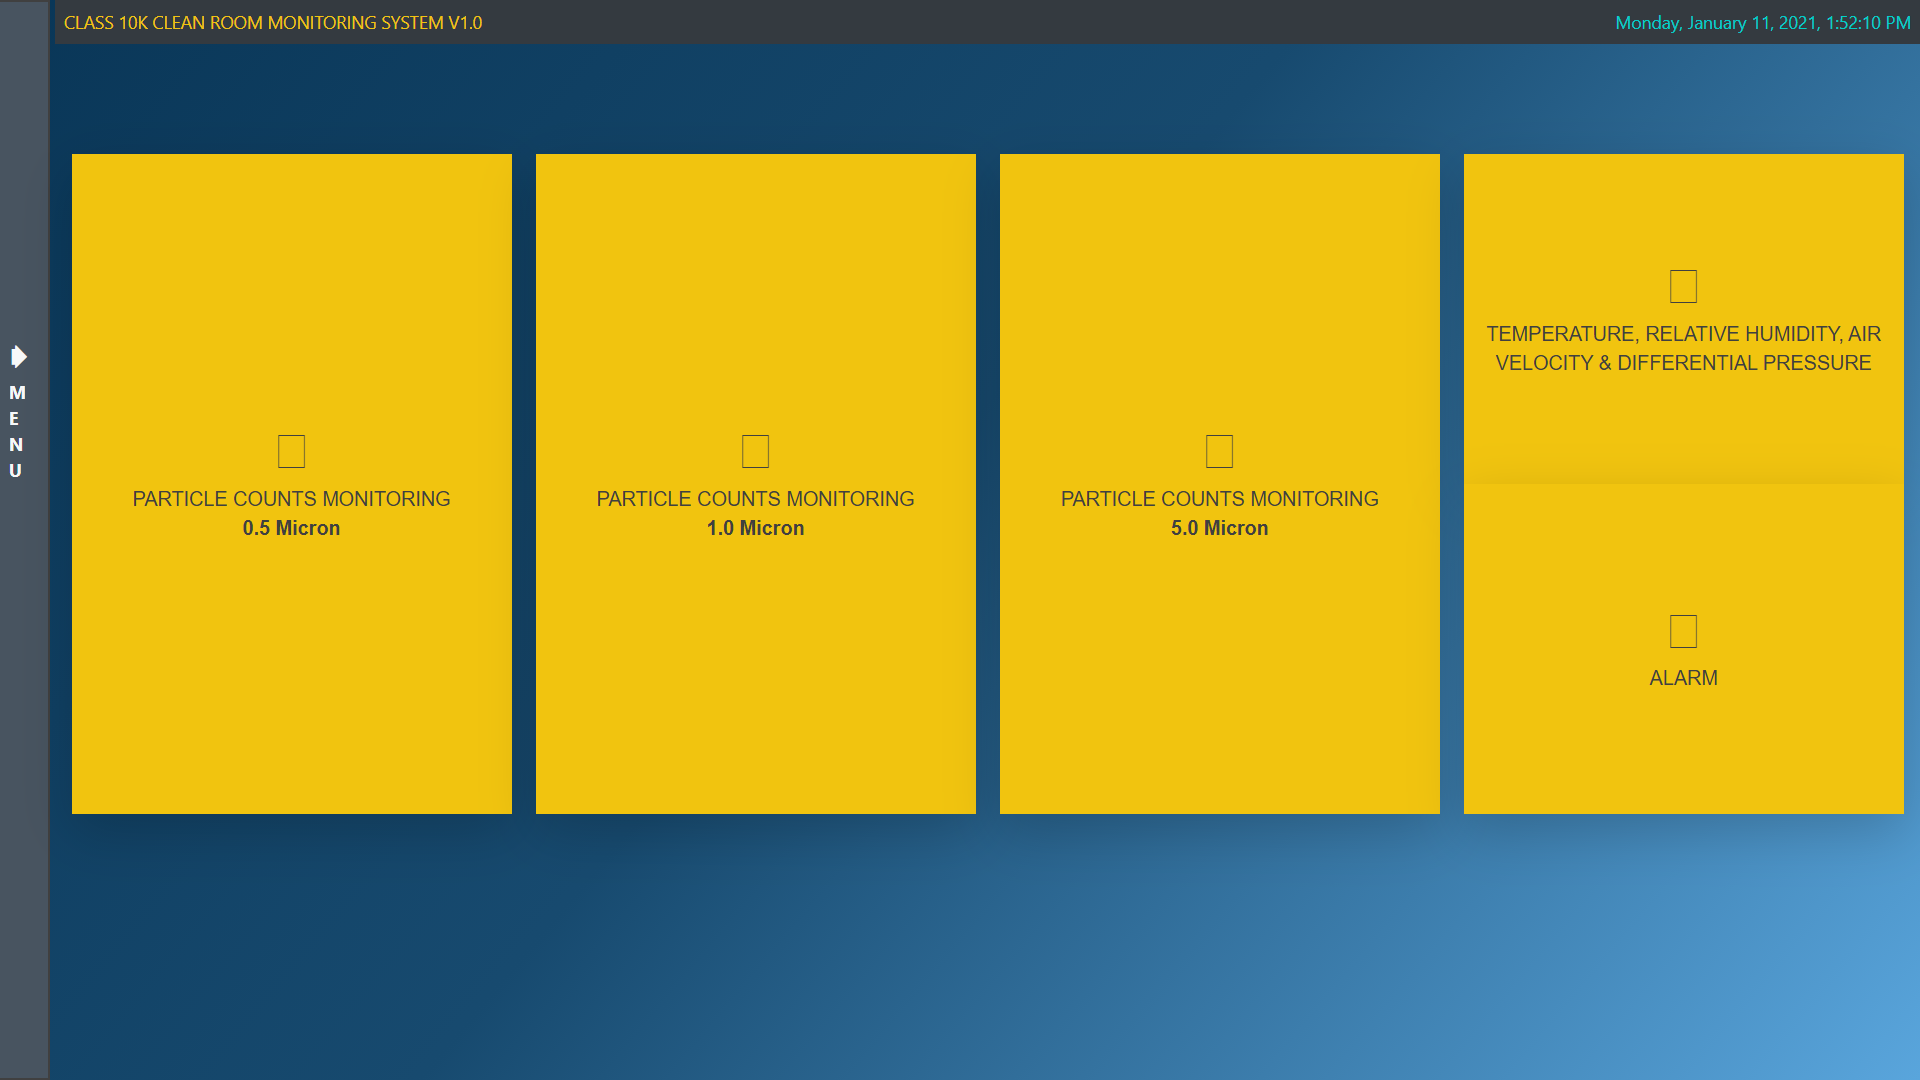 CLASS 10K CLEAN ROOM MONITORING SYSTEM V1.0
Monday, January 11, 2021, 1:52:10 PM
M
E
N
U
PARTICLE COUNTS MONITORING
0.5 Micron
PARTICLE COUNTS MONITORING
1.0 Micron
PARTICLE COUNTS MONITORING
5.0 Micron
TEMPERATURE, RELATIVE HUMIDITY, AIR
VELOCITY & DIFFERENTIAL PRESSURE
ALARM